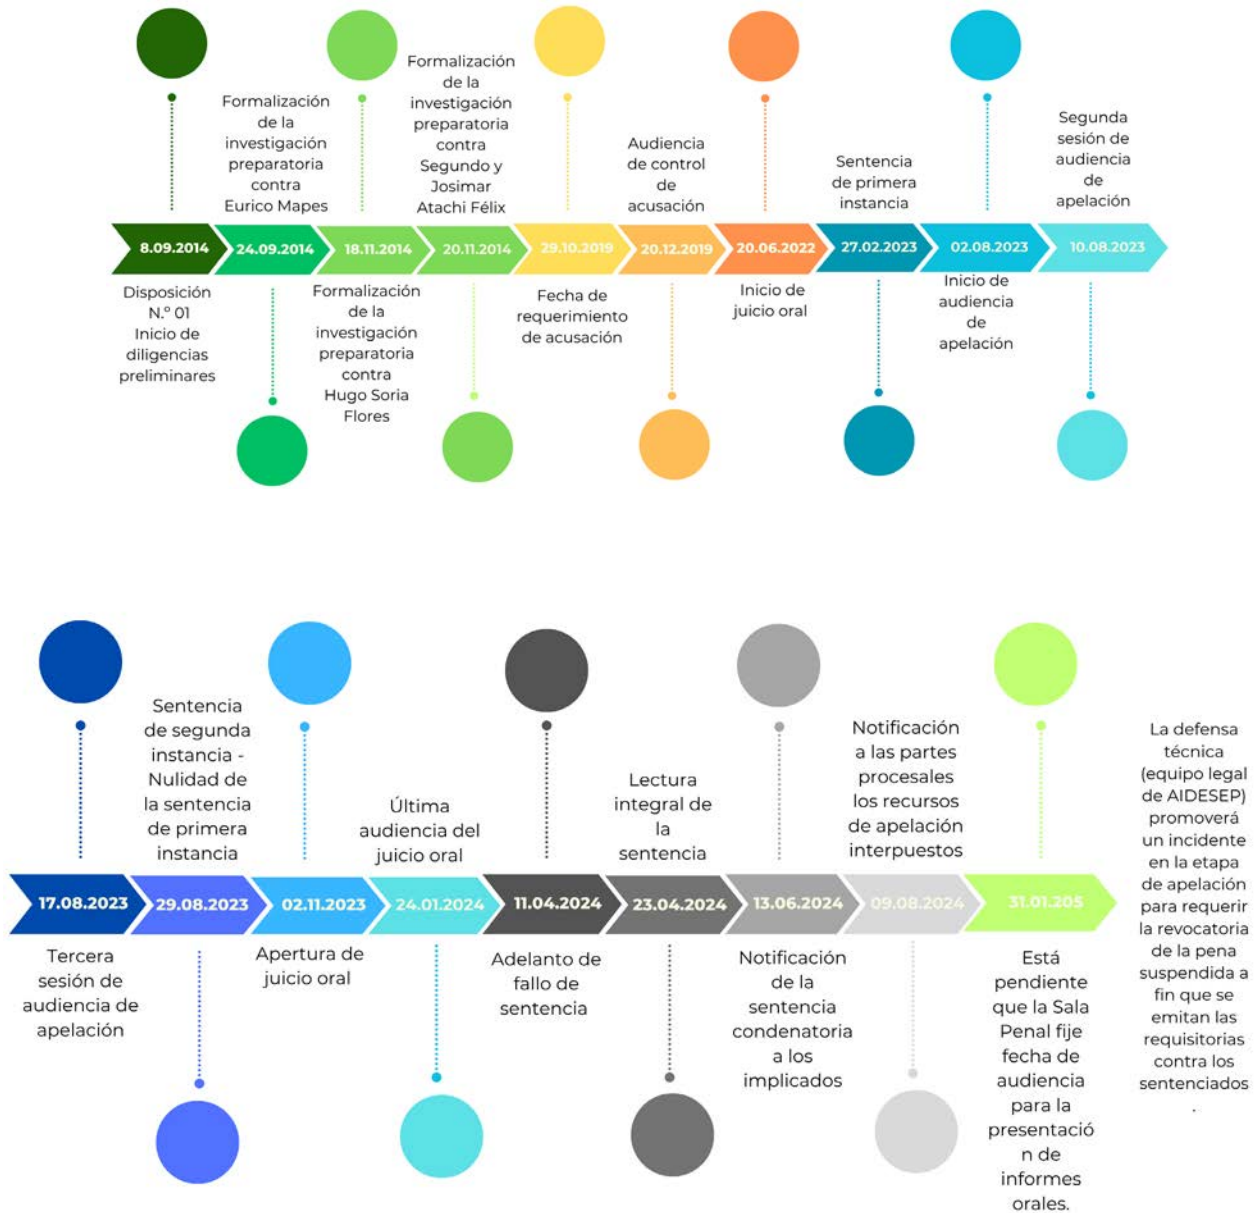 8.09.2014
Disposición
N.º 01
Inicio de
diligencias
preliminares
Formalización
de la
investigación
preparatoria
contra
Eurico Mapes
24.09.2014
18.11.2014
Formalización
de la
investigación
preparatoria
contra
Hugo Soria
Flores
Formalización
de la
investigación
preparatoria
contra
Segundo y
Josimar
Atachi Félix
20.11.2014
29.10.2019
Fecha de
requerimiento
de acusación
Audiencia
de control
de
acusación
20.12.2019
20.06.2022
Inicio de
juicio oral
Sentencia
de primera
instancia
27.02.2023
02.08.2023
Inicio de
audiencia
de
apelación
Segunda
sesión de
audiencia
de
apelación
10.08.2023
17.08.2023
Tercera
sesión de
audiencia de
apelación
Sentencia
de segunda
instancia -
Nulidad de
la sentencia
de primera
instancia
29.08.2023
02.11.2023
Apertura de
juicio oral
Última
audiencia del
juicio oral
24.01.2024
11.04.2024
Adelanto de
fallo de
sentencia
Lectura
integral de
la
sentencia
23.04.2024
13.06.2024
Notificación
de la
sentencia
condenatoria
a los
implicados
Notificación
a las partes
procesales
los recursos
de apelación
interpuestos
09.08.2024
31.01.205
Está
pendiente
que la Sala
Penal fije
fecha de
audiencia
para la
presentació
n de
informes
orales.
La defensa
técnica
(equipo legal
de AIDESEP)
promoverá
un incidente
en la etapa
de apelación
para requerir
la revocatoria
de la pena
suspendida a
fin que se
emitan las
requisitorias
contra los
sentenciados
.